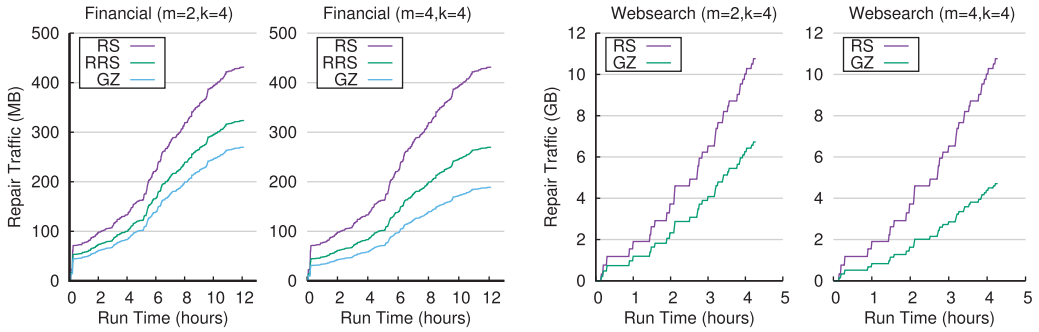 Financial (m=2,k=4)
Repair Traffic (MB)
500
400
300
200
100
0
RS
RRS
GZ
0 2 4 6 8 10 12
Run Time (hours)
Financial (m=4,k=4)
500
400
300
200
100
0
RS
RRS
GZ
0 2 4 6 8 10 12
Run Time (hours)
Websearch (m=2,k=4)
Repair Traffic (GB)
12
10
8
6
4
2
0
RS
GZ
0 1 2 3 4 5
Run Time (hours)
Websearch (m=4,k=4)
12
10
8
6
4
2
0
RS
GZ
0 1 2 3 4 5
Run Time (hours)